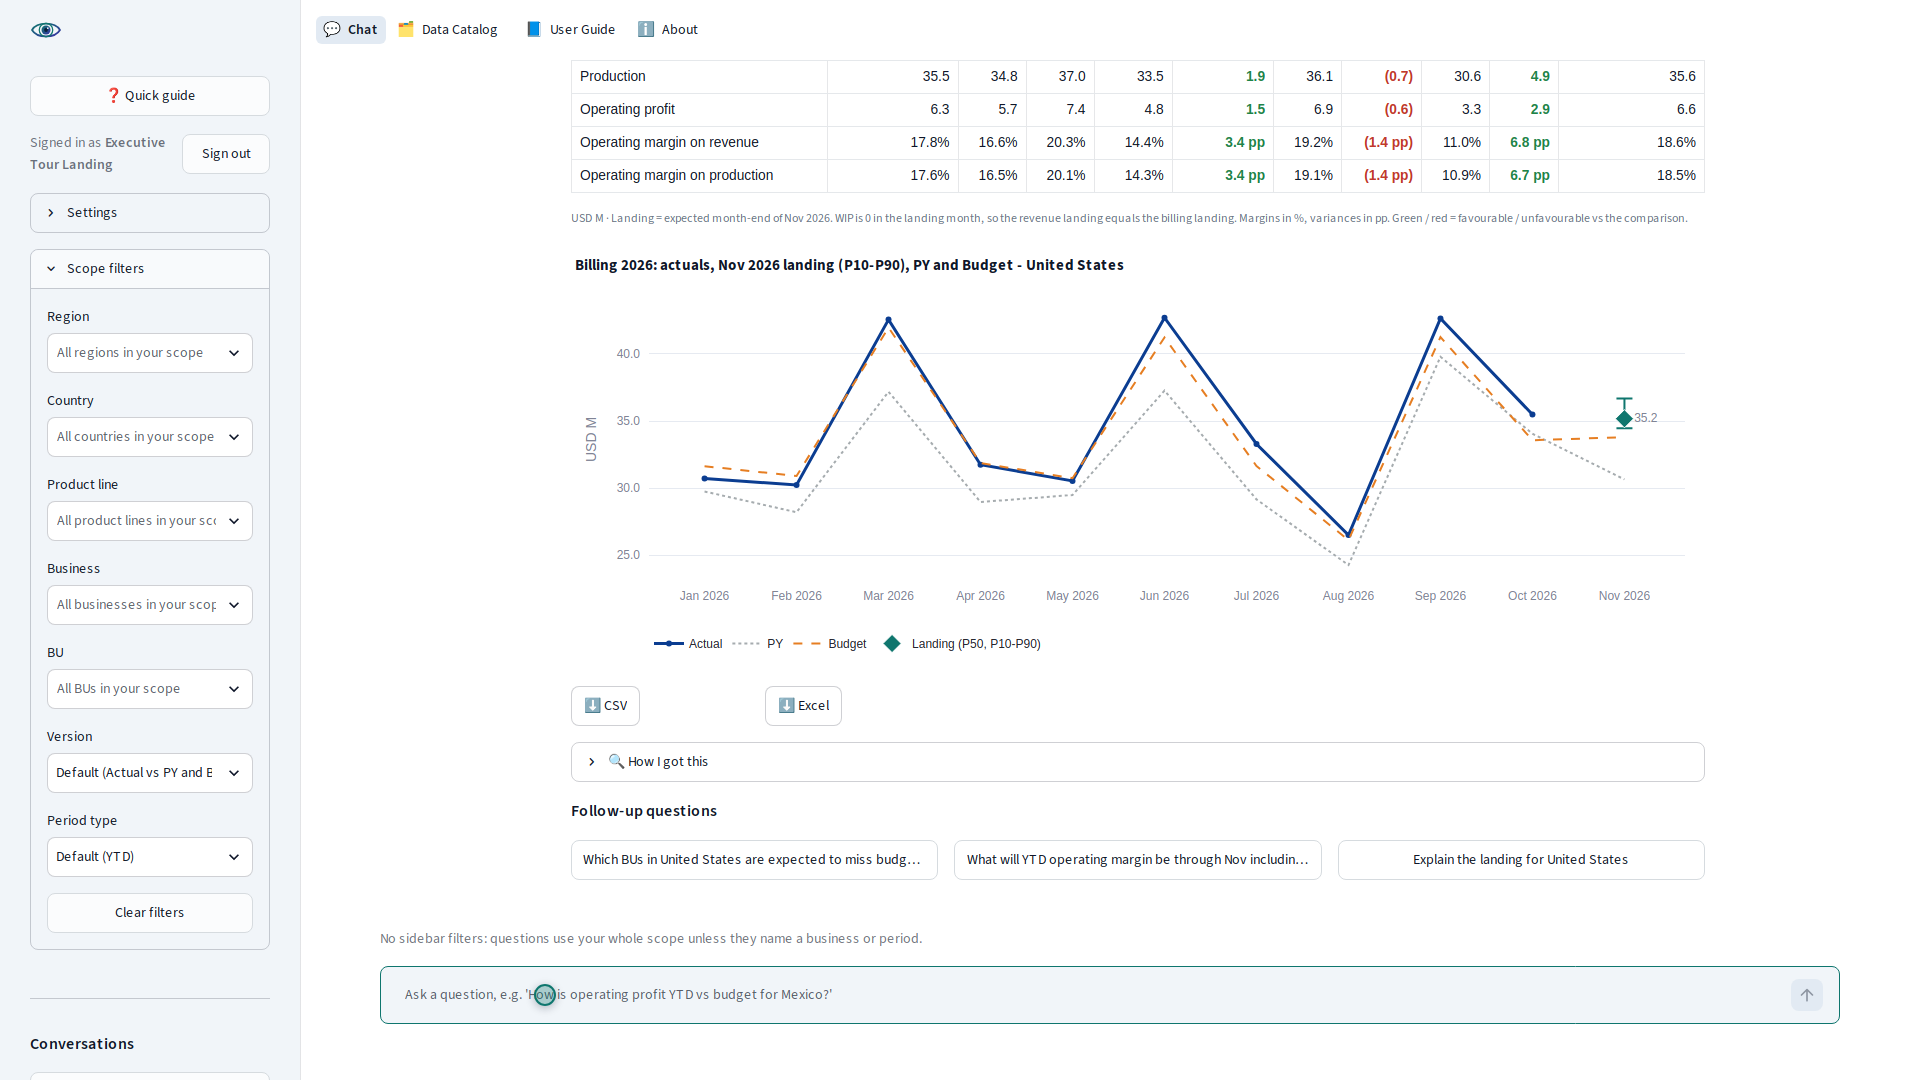 💬 Chat
🗂️ Data Catalog
📘 User Guide
ℹ️ About
❓ Quick guide
Signed in as Executive
Tour Landing
Sign out
Settings
Scope filters
Region
All regions in your scope
Country
All countries in your scope
Product line
All product lines in your sco
Business
All businesses in your scop
BU
All BUs in your scope
Version
Default (Actual vs PY and B
Period type
Default (YTD)
Clear filters
Conversations
Production 35.5 34.8 37.0 33.5 1.9 36.1 (0.7) 30.6 4.9 35.6
Operating profit 6.3 5.7 7.4 4.8 1.5 6.9 (0.6) 3.3 2.9 6.6
Operating margin on revenue 17.8% 16.6% 20.3% 14.4% 3.4 pp 19.2% (1.4 pp) 11.0% 6.8 pp 18.6%
Operating margin on production 17.6% 16.5% 20.1% 14.3% 3.4 pp 19.1% (1.4 pp) 10.9% 6.7 pp 18.5%
USD M · Landing = expected month-end of Nov 2026. WIP is 0 in the landing month, so the revenue landing equals the billing landing. Margins in %, variances in pp. Green / red = favourable / unfavourable vs the comparison.
Billing 2026: actuals, Nov 2026 landing (P10-P90), PY and Budget - United States
USD M
40.0
35.0
30.0
25.0
35.2
Jan 2026 Feb 2026 Mar 2026 Apr 2026 May 2026 Jun 2026 Jul 2026 Aug 2026 Sep 2026 Oct 2026 Nov 2026
Actual PY Budget Landing (P50, P10-P90)
⬇️ CSV
⬇️ Excel
🔍 How I got this
Follow-up questions
Which BUs in United States are expected to miss budg…
What will YTD operating margin be through Nov includin…
Explain the landing for United States
No sidebar filters: questions use your whole scope unless they name a business or period.
Ask a question, e.g. 'How is operating profit YTD vs budget for Mexico?'